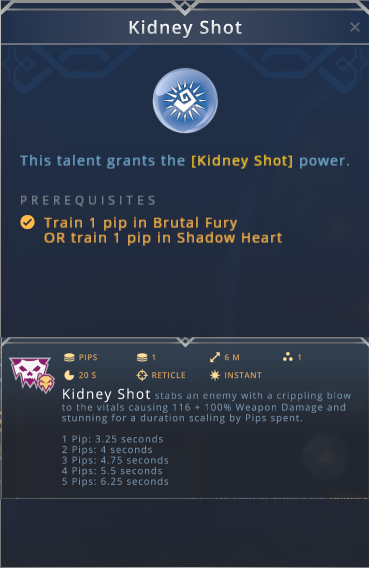 Kidney Shot
This talent grants the [Kidney Shot] power.
PREREQUISITES
Train 1 pip in Brutal Fury
OR train 1 pip in Shadow Heart
PIPS 1 6 M 1
20 S RETICLE INSTANT
Kidney Shot stabs an enemy with a crippling blow
to the vitals causing 116 + 100% Weapon Damage and
stunning for a duration scaling by Pips spent.
1 Pip: 3.25 seconds
2 Pips: 4 seconds
3 Pips: 4.75 seconds
4 Pips: 5.5 seconds
5 Pips: 6.25 seconds